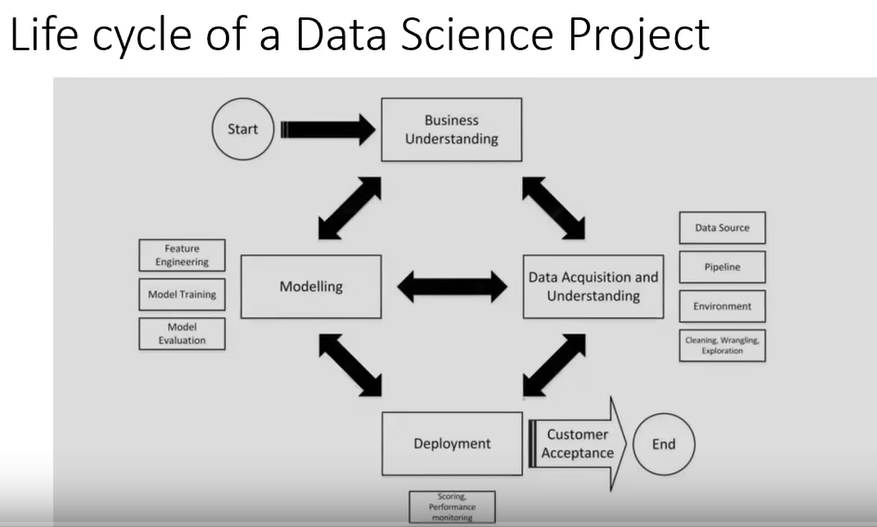 Life cycle of a Data Science Project
Start
Business
Understanding
Feature
Engineering
Model Training
Model
Evaluation
Modelling
Data Acquisition and
Understanding
Data Source
Pipeline
Environment
Cleaning, Wrangling,
Exploration
Deployment
Customer
Acceptance
End
Scoring,
Performance
monitoring